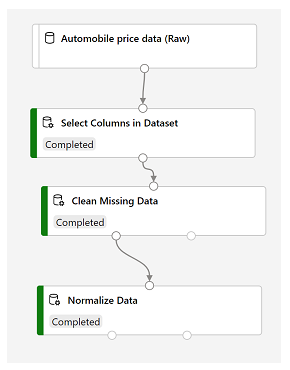 Automobile price data (Raw)
Select Columns in Dataset
Completed
Clean Missing Data
Completed
Normalize Data
Completed